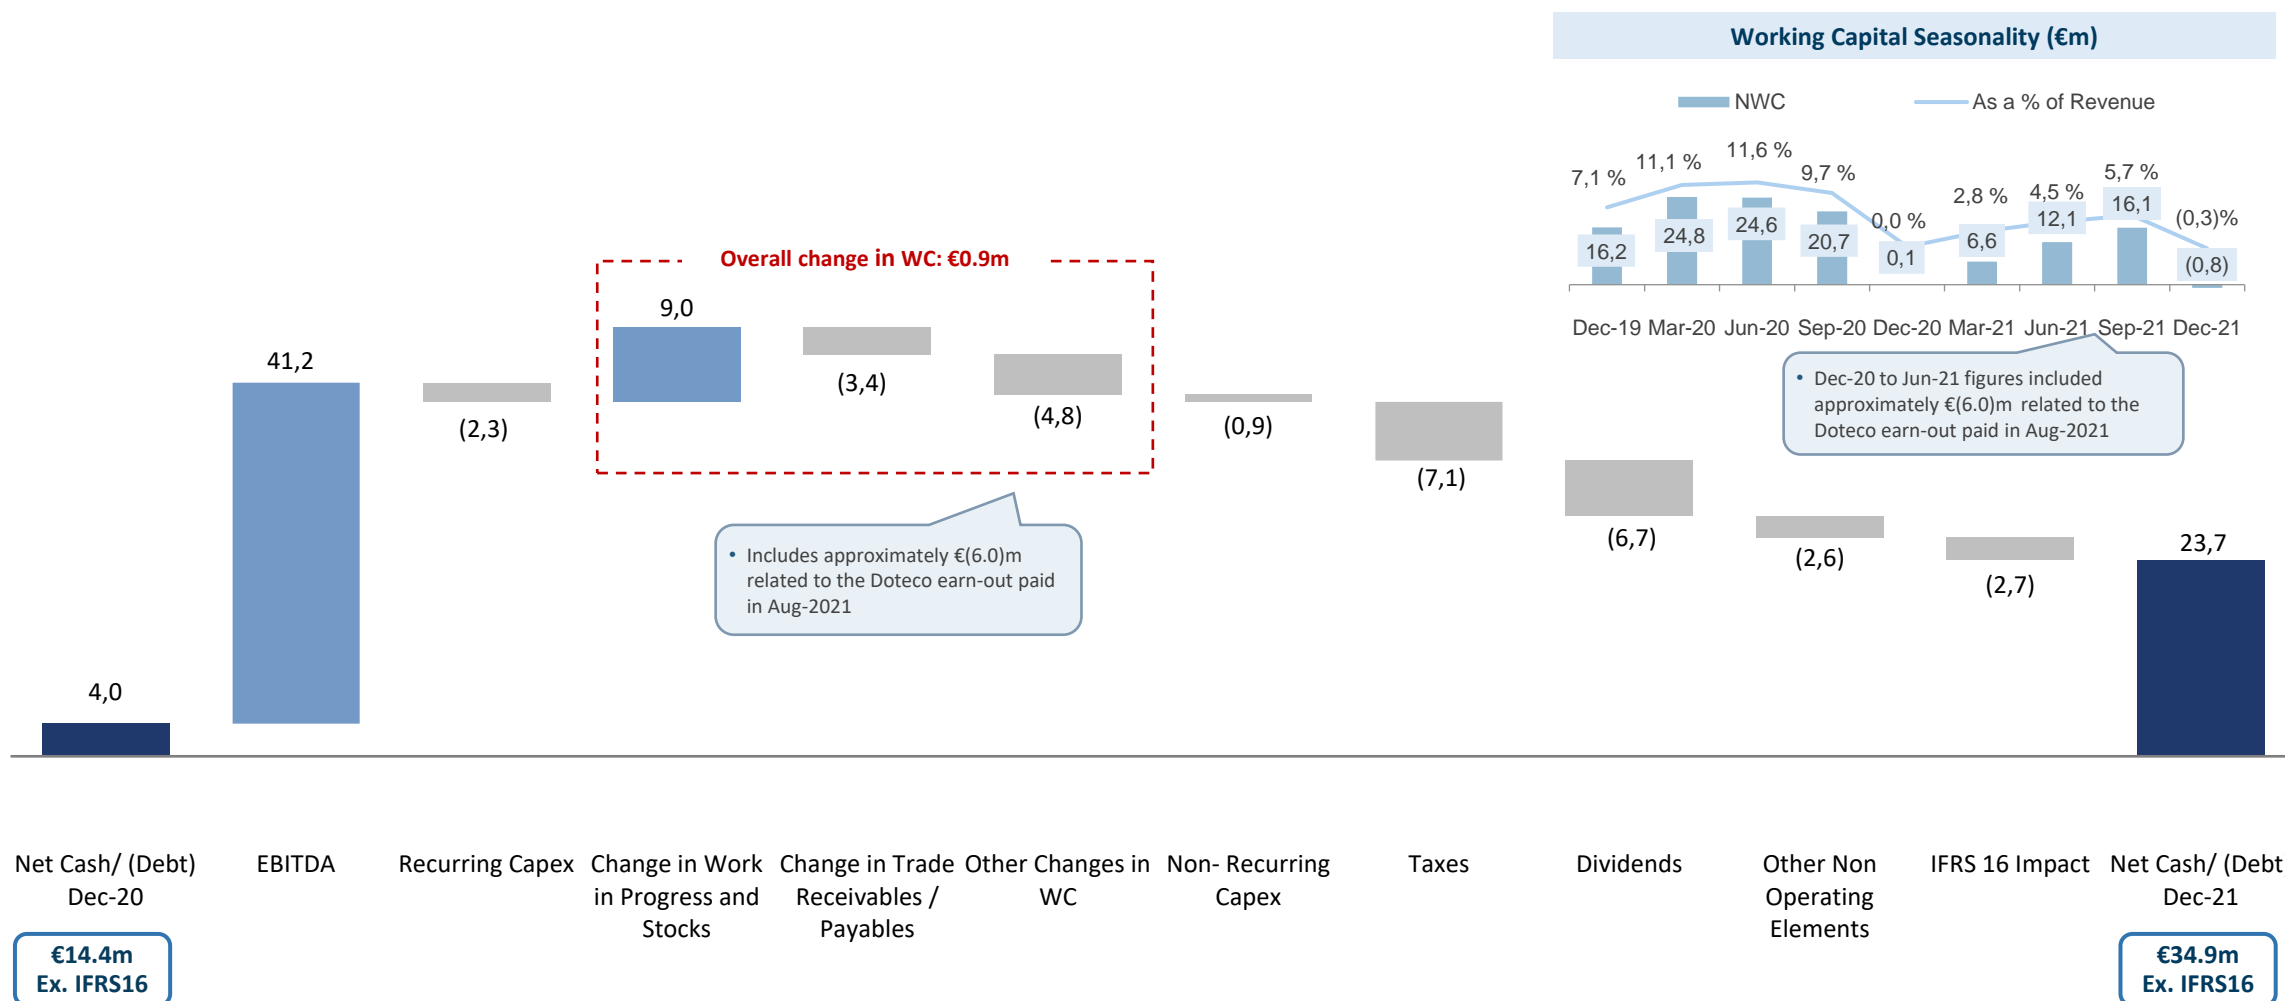 Working Capital Seasonality (€m)
NWC
As a % of Revenue
7,1 %
11,1 %
11,6 %
9,7 %
0,0 %
2,8 %
4,5 %
5,7 %
(0,3)%
16,2
24,8
24,6
20,7
0,1
6,6
12,1
16,1
(0,8)
Dec-19 Mar-20 Jun-20 Sep-20 Dec-20 Mar-21 Jun-21 Sep-21 Dec-21
• Dec-20 to Jun-21 figures included
approximately €(6.0)m related to the
Doteco earn-out paid in Aug-2021
Overall change in WC: €0.9m
4,0
41,2
(2,3)
9,0
(3,4)
(4,8)
(0,9)
(7,1)
(6,7)
(2,6)
(2,7)
23,7
• Includes approximately €(6.0)m
related to the Doteco earn-out paid
in Aug-2021
Net Cash/ (Debt)
Dec-20
EBITDA
Recurring Capex
Change in Work
in Progress and
Stocks
Change in Trade
Receivables /
Payables
Other Changes in
WC
Non- Recurring
Capex
Taxes
Dividends
Other Non
Operating
Elements
IFRS 16 Impact
Net Cash/ (Debt
Dec-21
€14.4m
Ex. IFRS16
€34.9m
Ex. IFRS16